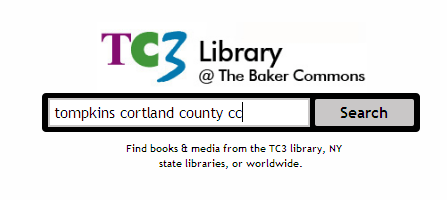 TC3 Library
@ The Baker Commons
tompkins cortland county cc Search
Find books & media from the TC3 library, NY
state libraries, or worldwide.